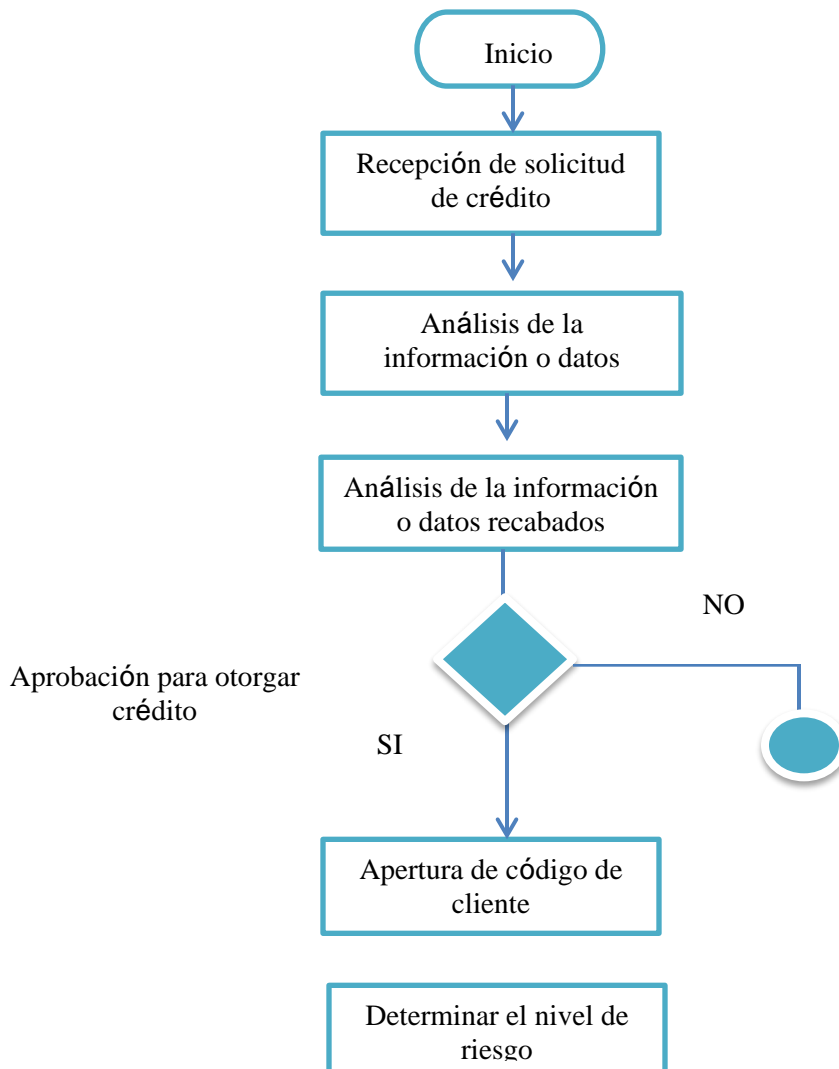 Inicio
Recepción de solicitud
de crédito
Análisis de la
información o datos
Análisis de la información
o datos recabados
NO
Aprobación para otorgar
crédito
SI
Apertura de código de
cliente
Determinar el nivel de
riesgo